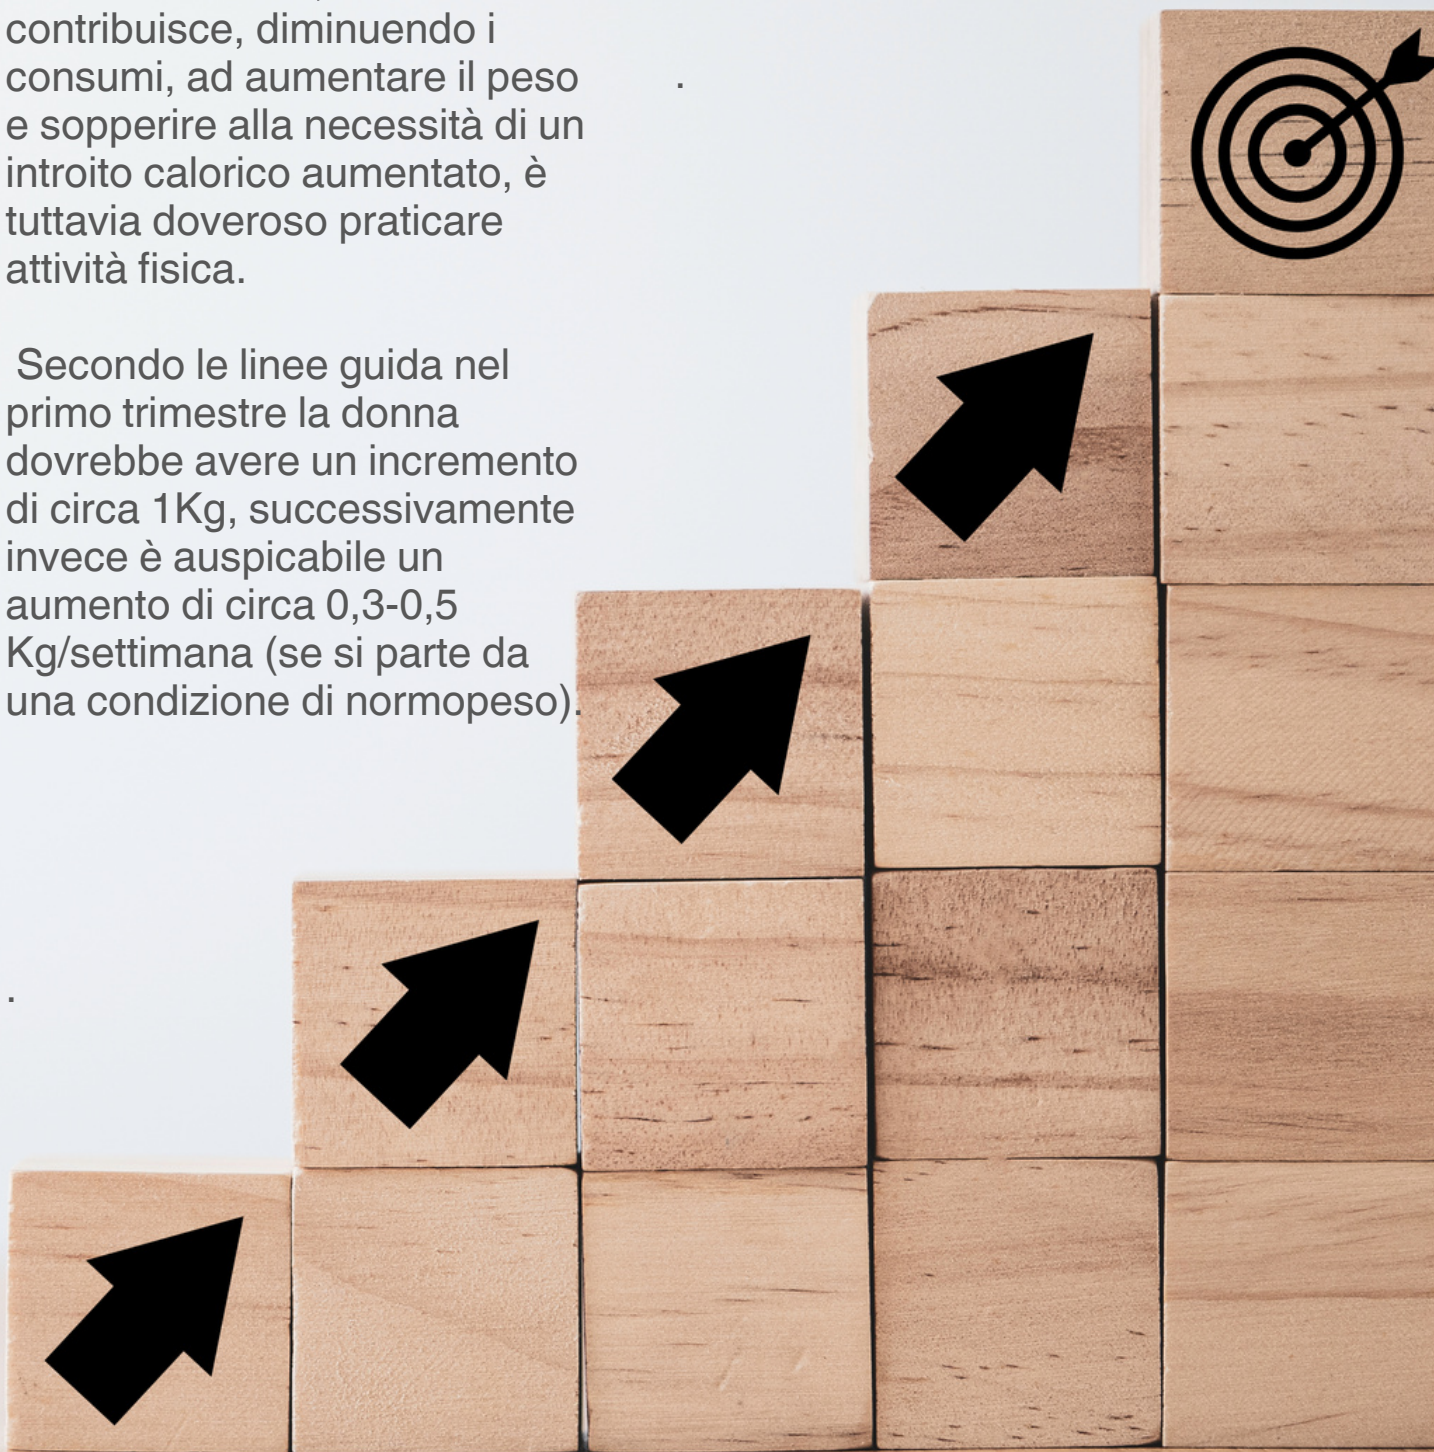 contribuisce, diminuendo i
consumi, ad aumentare il peso
e sopperire alla necessità di un
introito calorico aumentato, è
tuttavia doveroso praticare
attività fisica.
Secondo le linee guida nel
primo trimestre la donna
dovrebbe avere un incremento
di circa 1Kg, successivamente
invece è auspicabile un
aumento di circa 0,3-0,5
Kg/settimana (se si parte da
una condizione di normopeso).
.
.